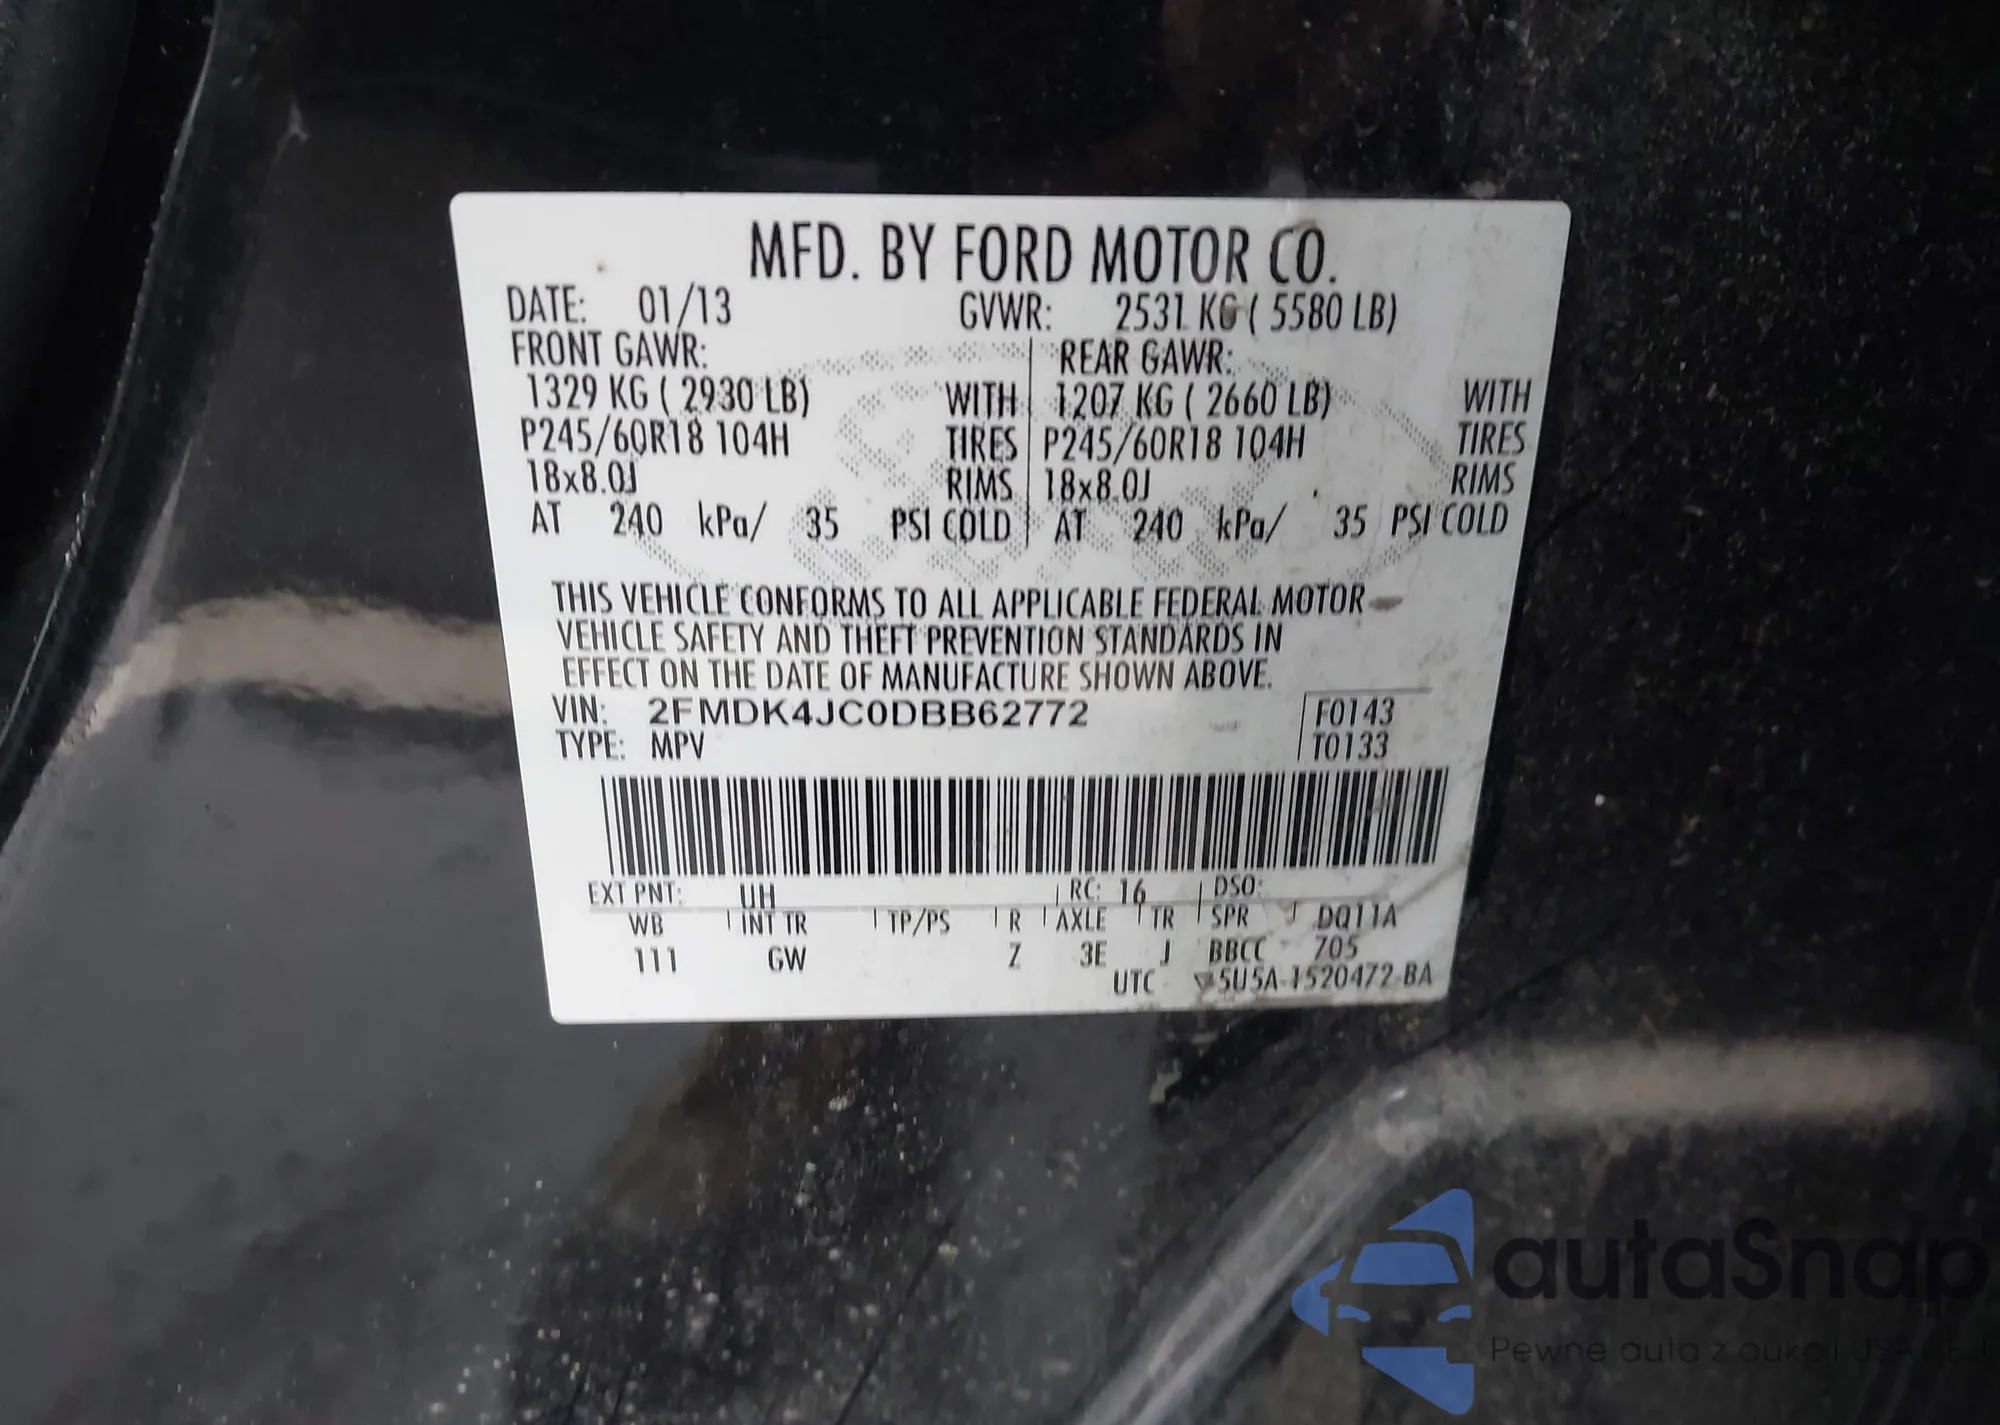 MFD. BY FORD MOTOR CO.
DATE: 01/13 GVWR: 2531 KG ( 5580 LB)
FRONT GAWR: REAR GAWR:
1329 KG ( 2930 LB) WITH 1207 KG ( 2660 LB) WITH
P245/60R18 104H TIRES P245/60R18 104H TIRES
18x8.0J RIMS 18x8.0J RIMS
AT 240 kPa/ 35 PSI COLD AT 240 kPa/ 35 PSI COLD
THIS VEHICLE CONFORMS TO ALL APPLICABLE FEDERAL MOTOR
VEHICLE SAFETY AND THEFT PREVENTION STANDARDS IN
EFFECT ON THE DATE OF MANUFACTURE SHOWN ABOVE.
VIN: 2FMDK4JC0DBB62772 F0143
TYPE: MPV T0133
EXT PNT: UH RC: 16 DSO:
WB INT TR TP/PS R AXLE TR SPR DQ11A
111 GW Z 3E J BBCC 705
UTC 5U5A-1520472-BA
autaSnap
Pewne auta z aukcji USA